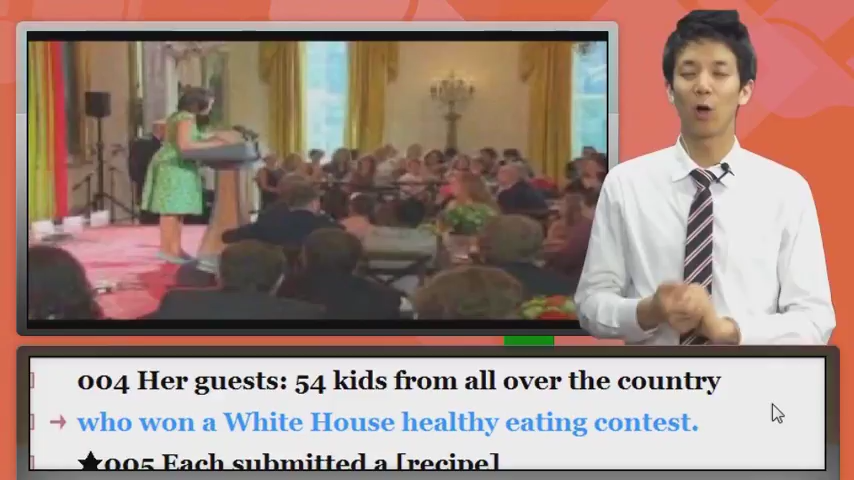 004 Her guests: 54 kids from all over the country
→ who won a White House healthy eating contest.
★005 Each submitted a [recipe]